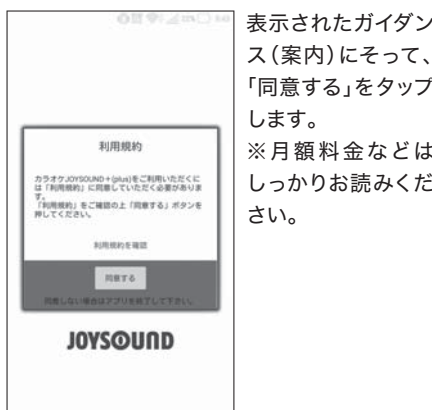 利用規約
カラオケJOYSOUND+(plus)をご利用いただくに
は「利用規約」に同意していただく必要がありま
す。
「利用規約」をご確認の上「同意する」ボタンを
押してください。
利用規約を確認
同意する
同意しない場合はアプリを終了して下さい。
JOYSOUND
表示されたガイダン
ス(案内)にそって、
「同意する」をタップ
します。
※月額料金などは
しっかりお読みくだ
さい。